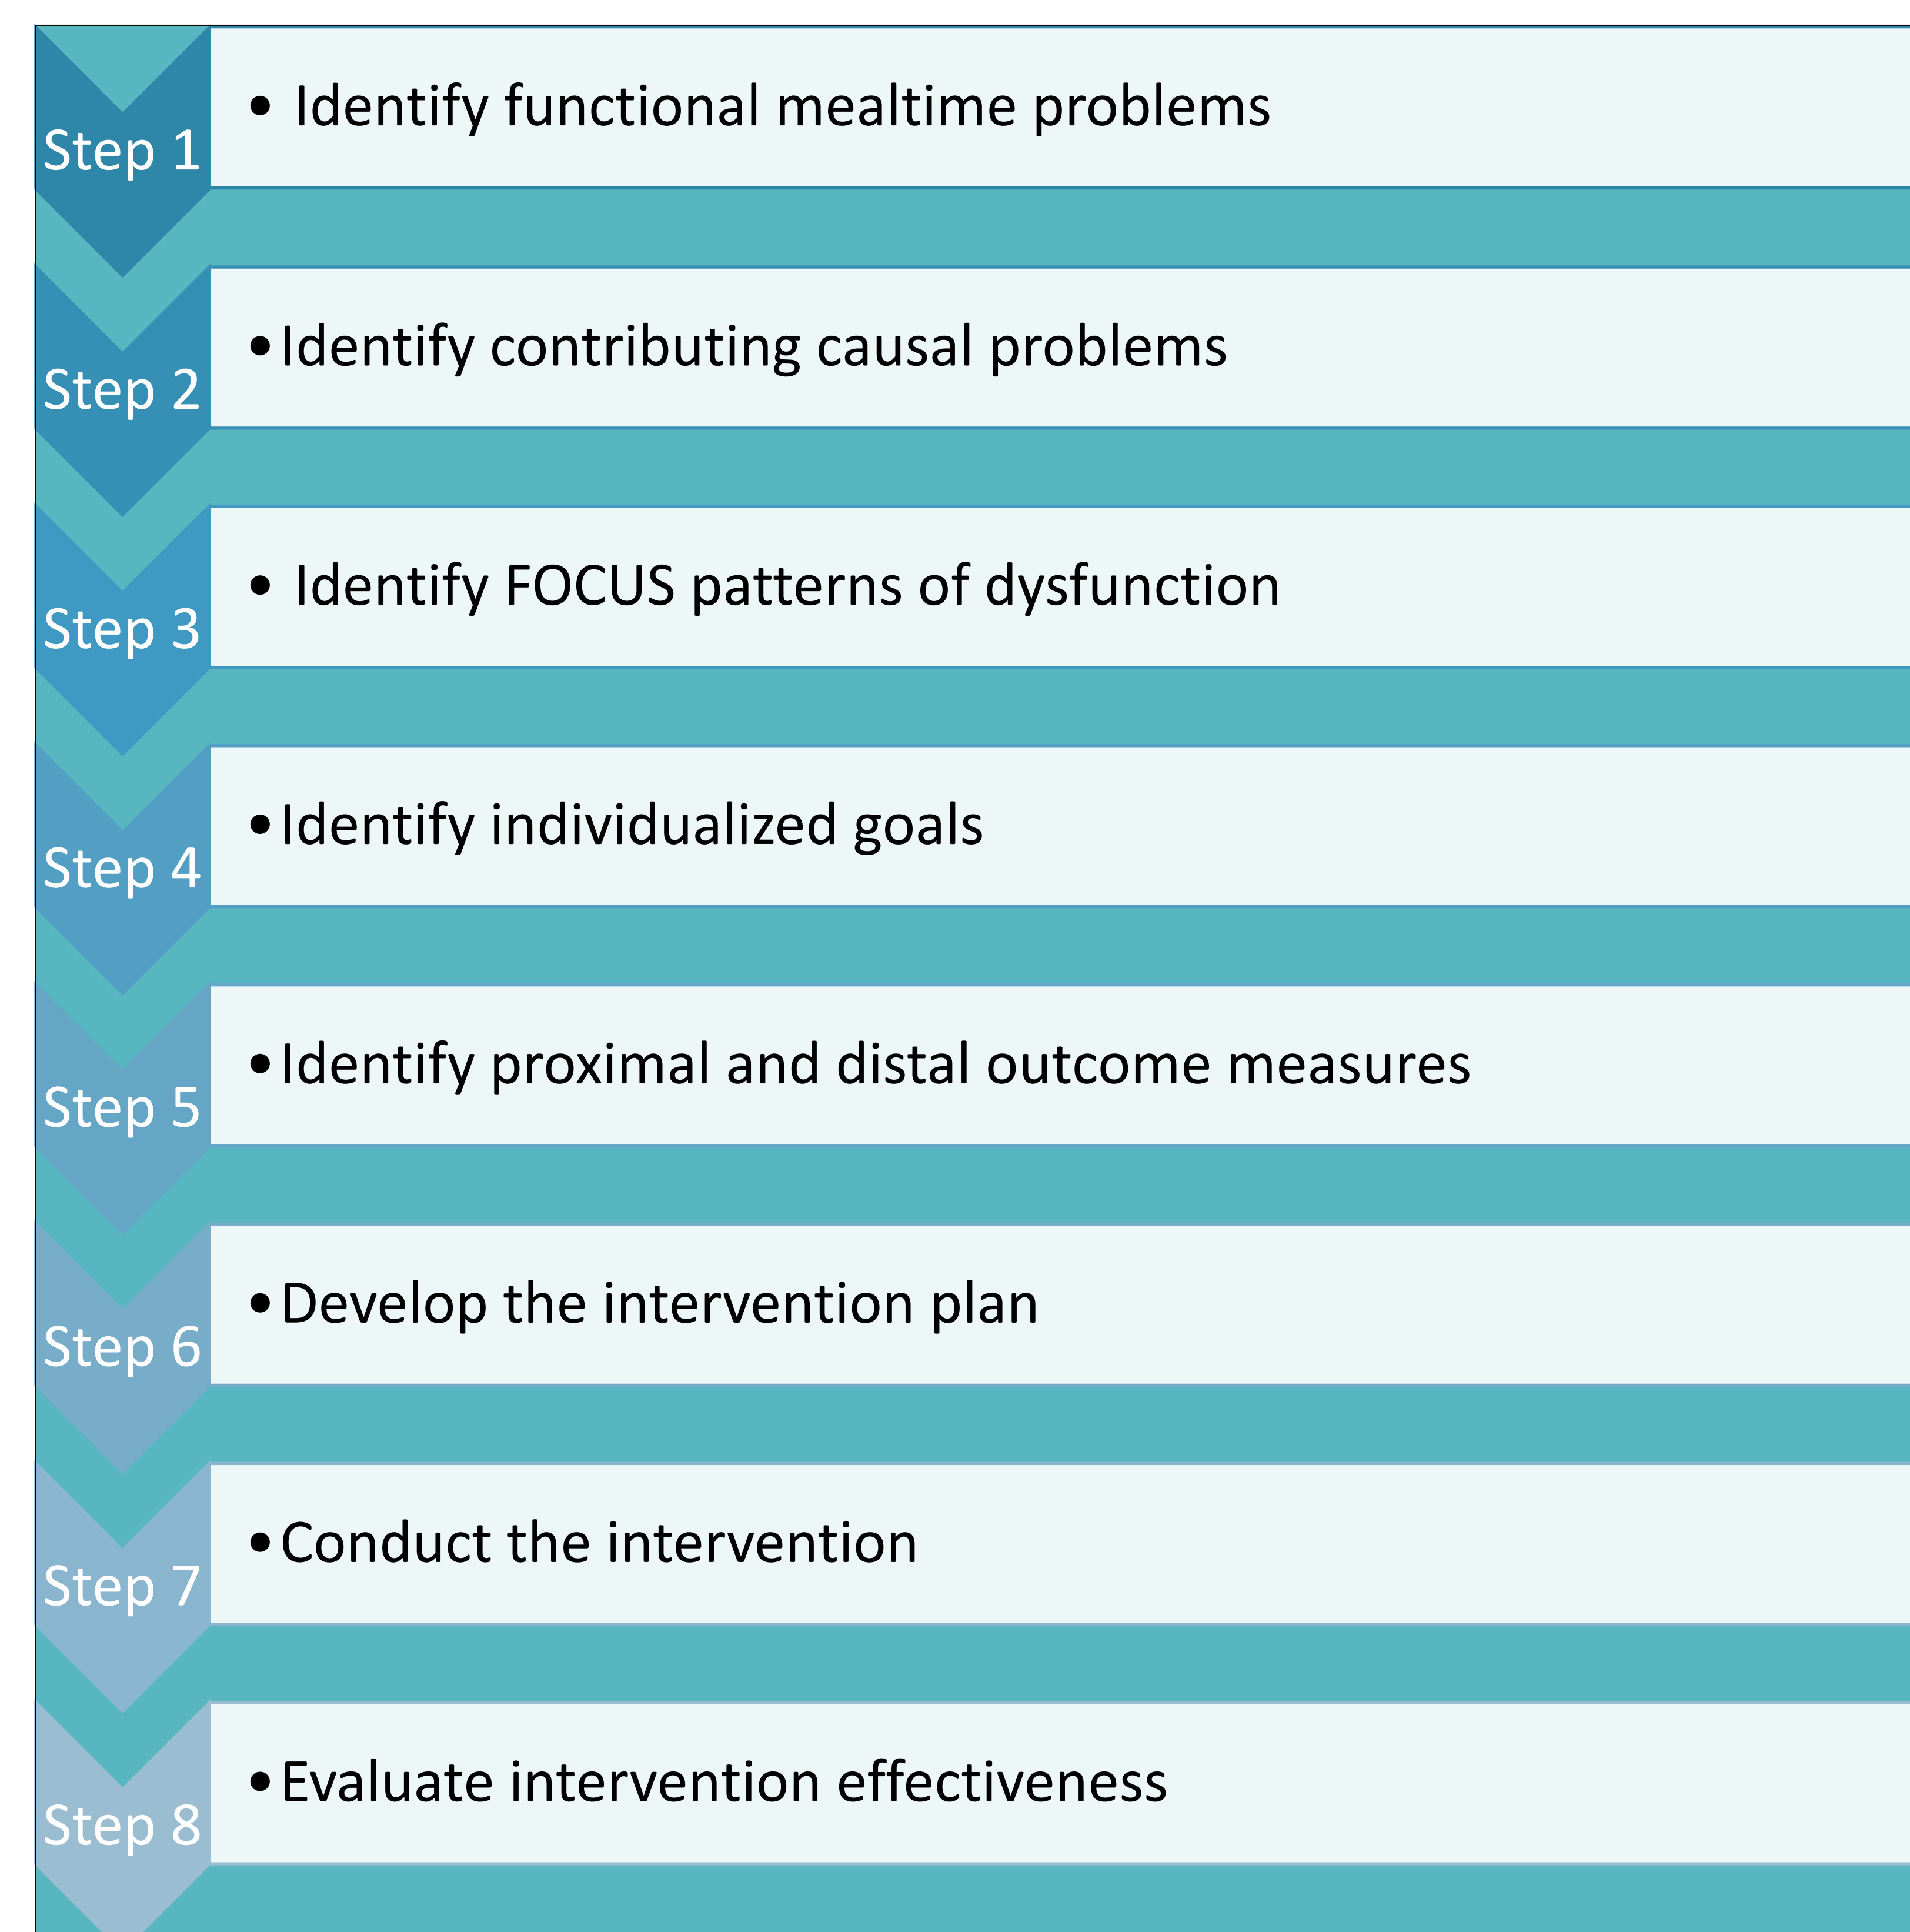 Step 1
• Identify functional mealtime problems
Step 2
• Identify contributing causal problems
Step 3
• Identify FOCUS patterns of dysfunction
Step 4
• Identify individualized goals
Step 5
• Identify proximal and distal outcome measures
Step 6
• Develop the intervention plan
Step 7
• Conduct the intervention
Step 8
• Evaluate intervention effectiveness